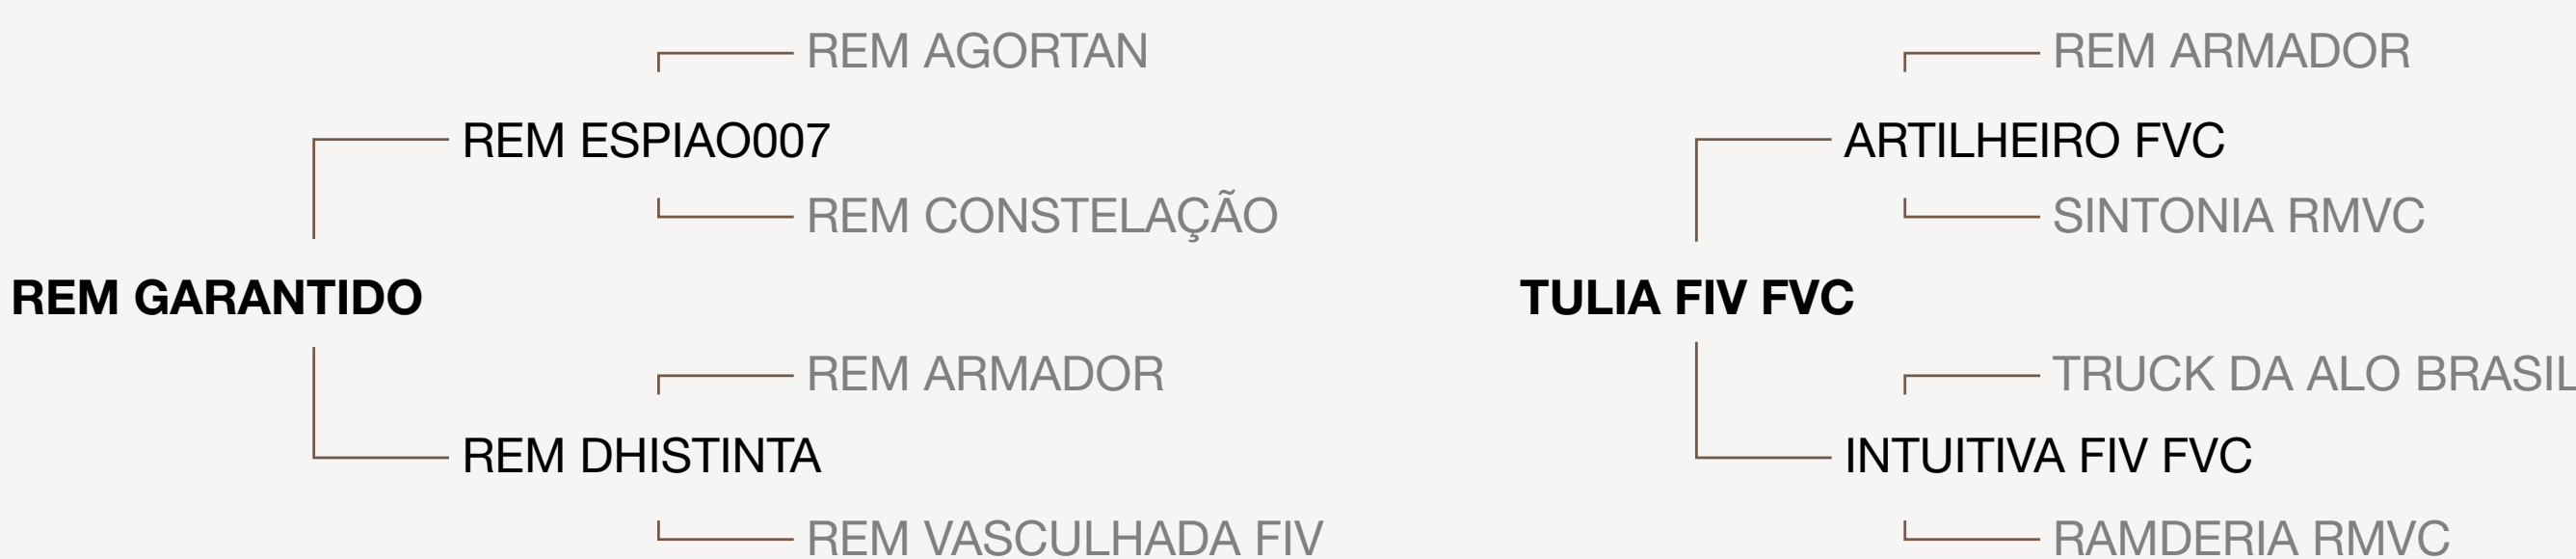 REM AGORTAN
REM ESPIAO007
REM CONSTELAÇÃO
REM GARANTIDO
REM ARMADOR
REM DHISTINTA
REM VASCULHADA FIV
REM ARMADOR
ARTILHEIRO FVC
SINTONIA RMVC
TULIA FIV FVC
TRUCK DA ALO BRASIL
INTUITIVA FIV FVC
RAMDERIA RMVC